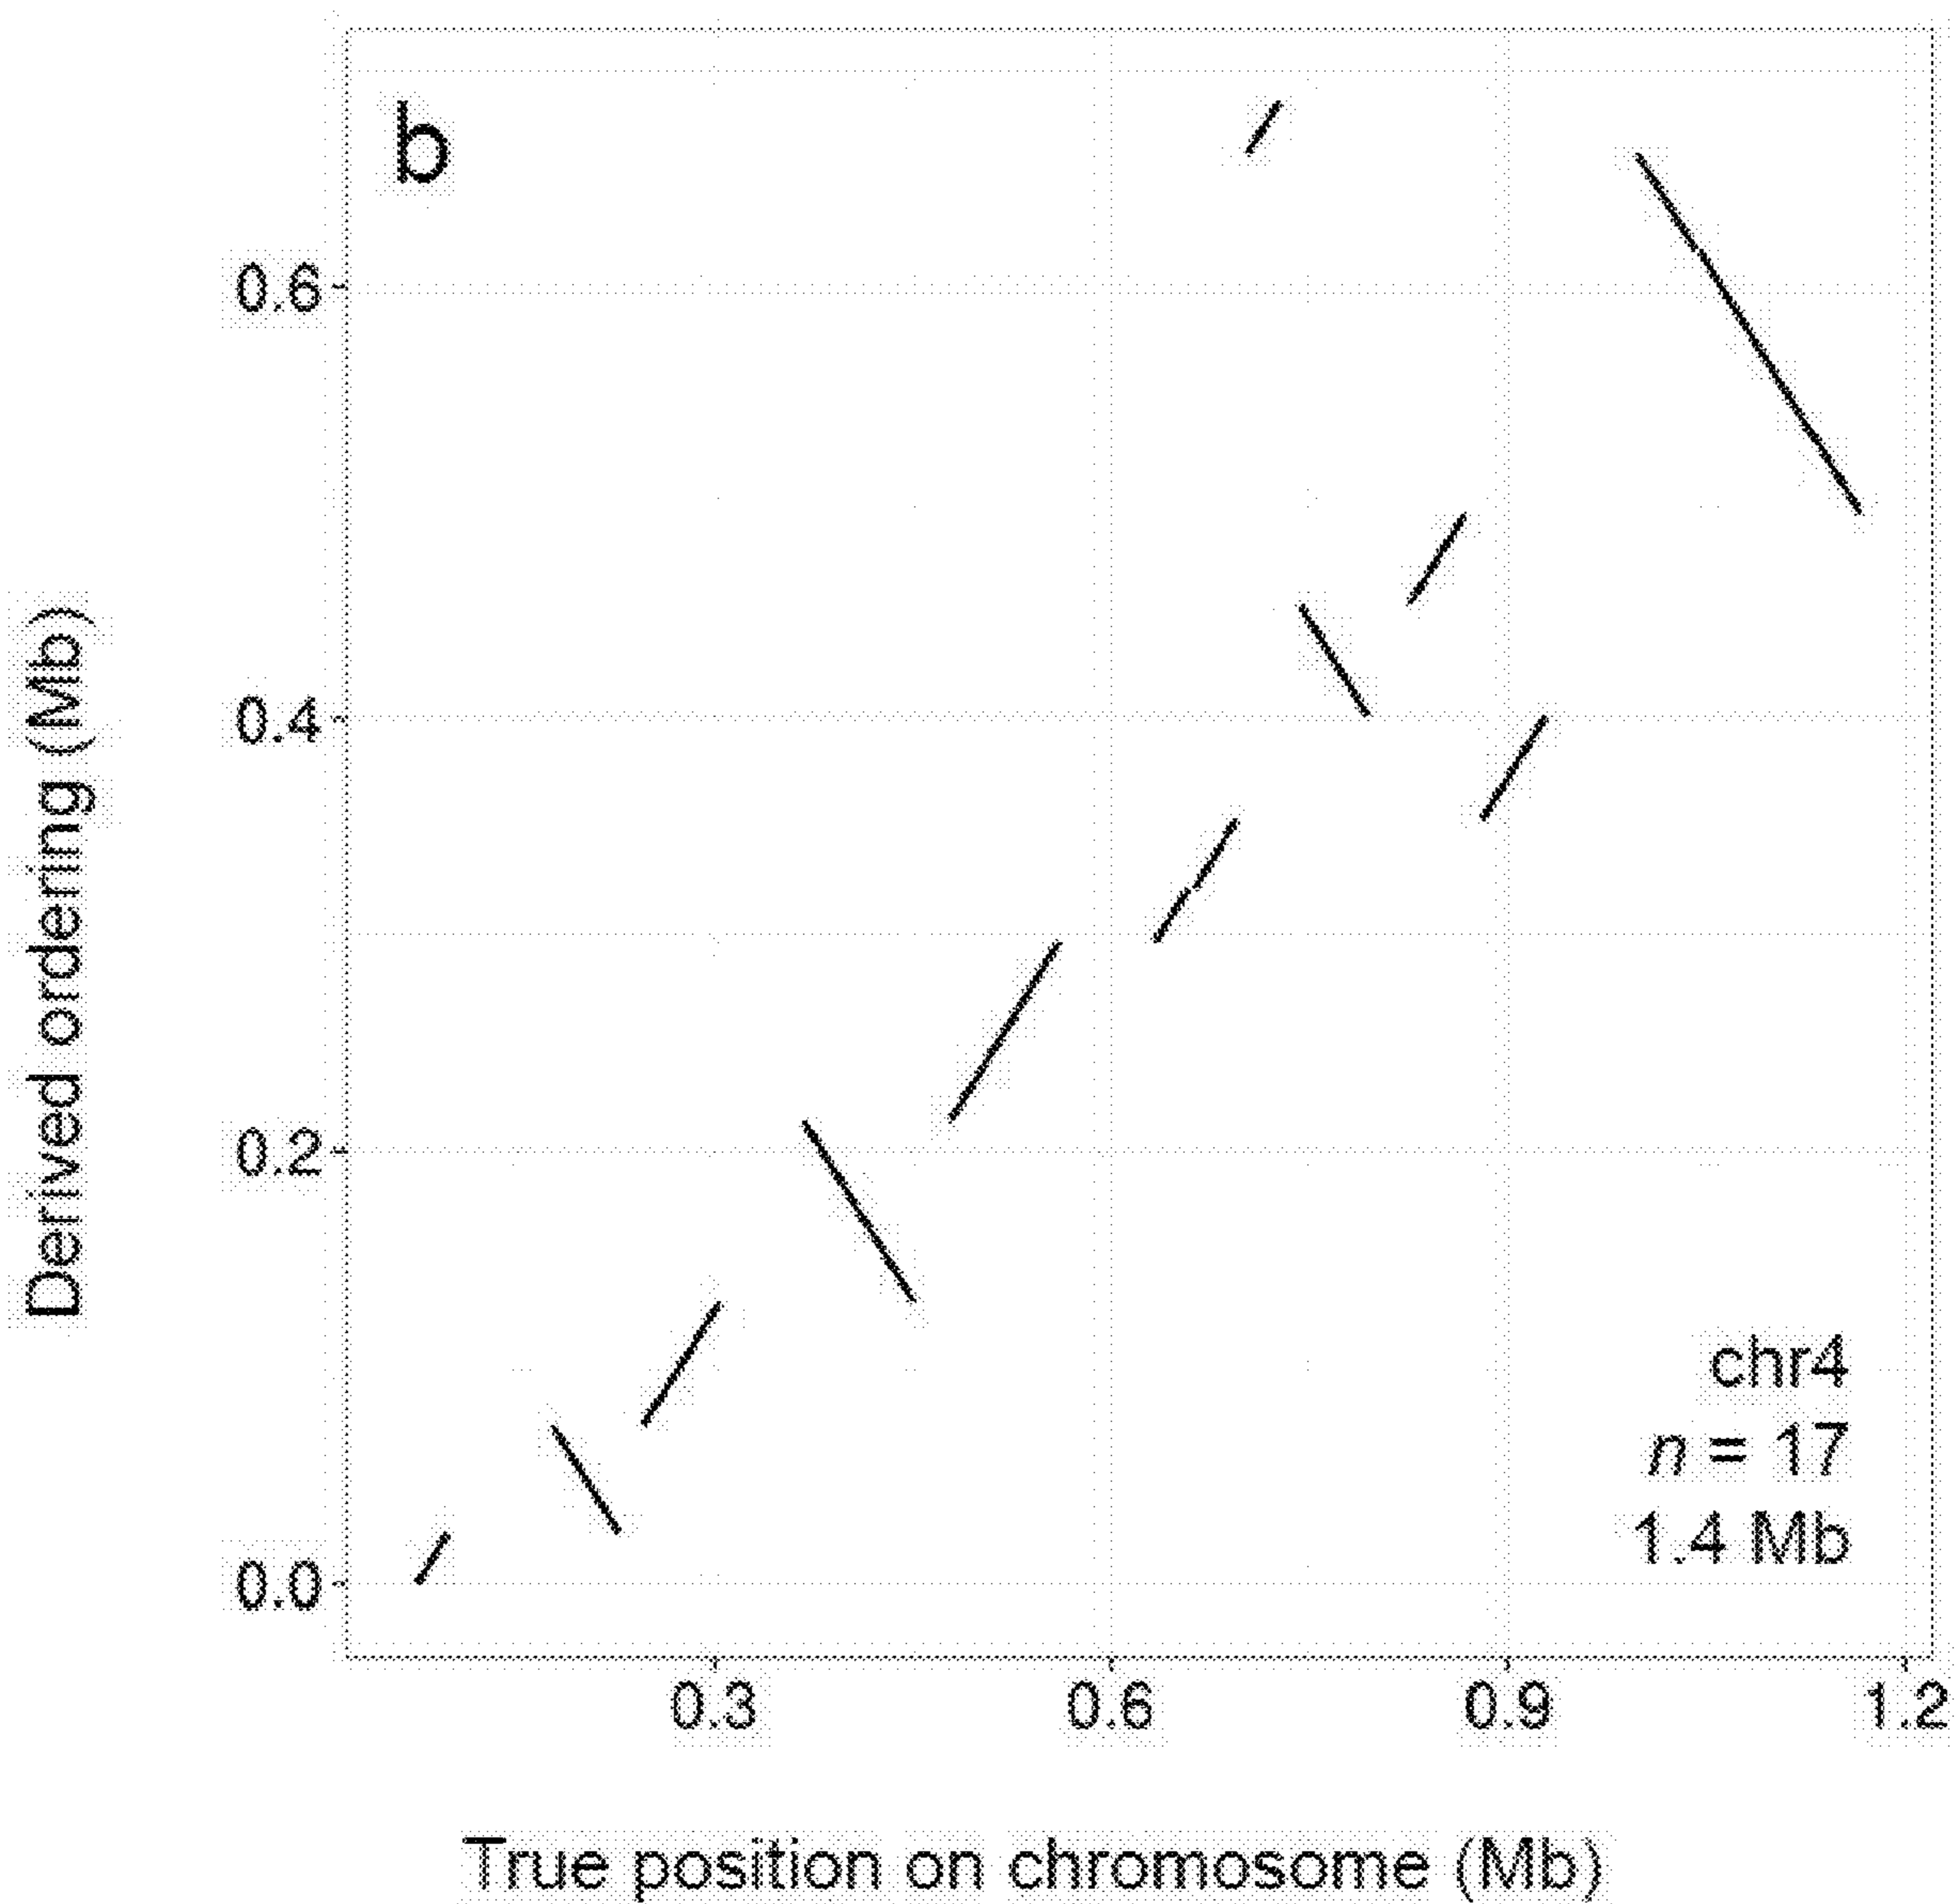 b
Derived ordering (Mb)
0.6
0.4
0.2
0.0
chr4
n = 17
1.4 Mb
0.3 0.6 0.9 1.2
True position on chromosome (Mb)